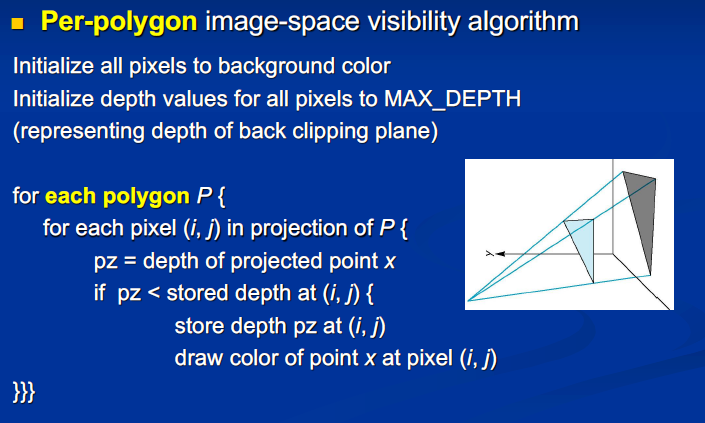 Per-polygon image-space visibility algorithm
Initialize all pixels to background color
Initialize depth values for all pixels to MAX_DEPTH
(representing depth of back clipping plane)
for each polygon P {
for each pixel (i, j) in projection of P {
pz = depth of projected point x
if pz < stored depth at (i, j) {
store depth pz at (i, j)
draw color of point x at pixel (i, j)
}}}